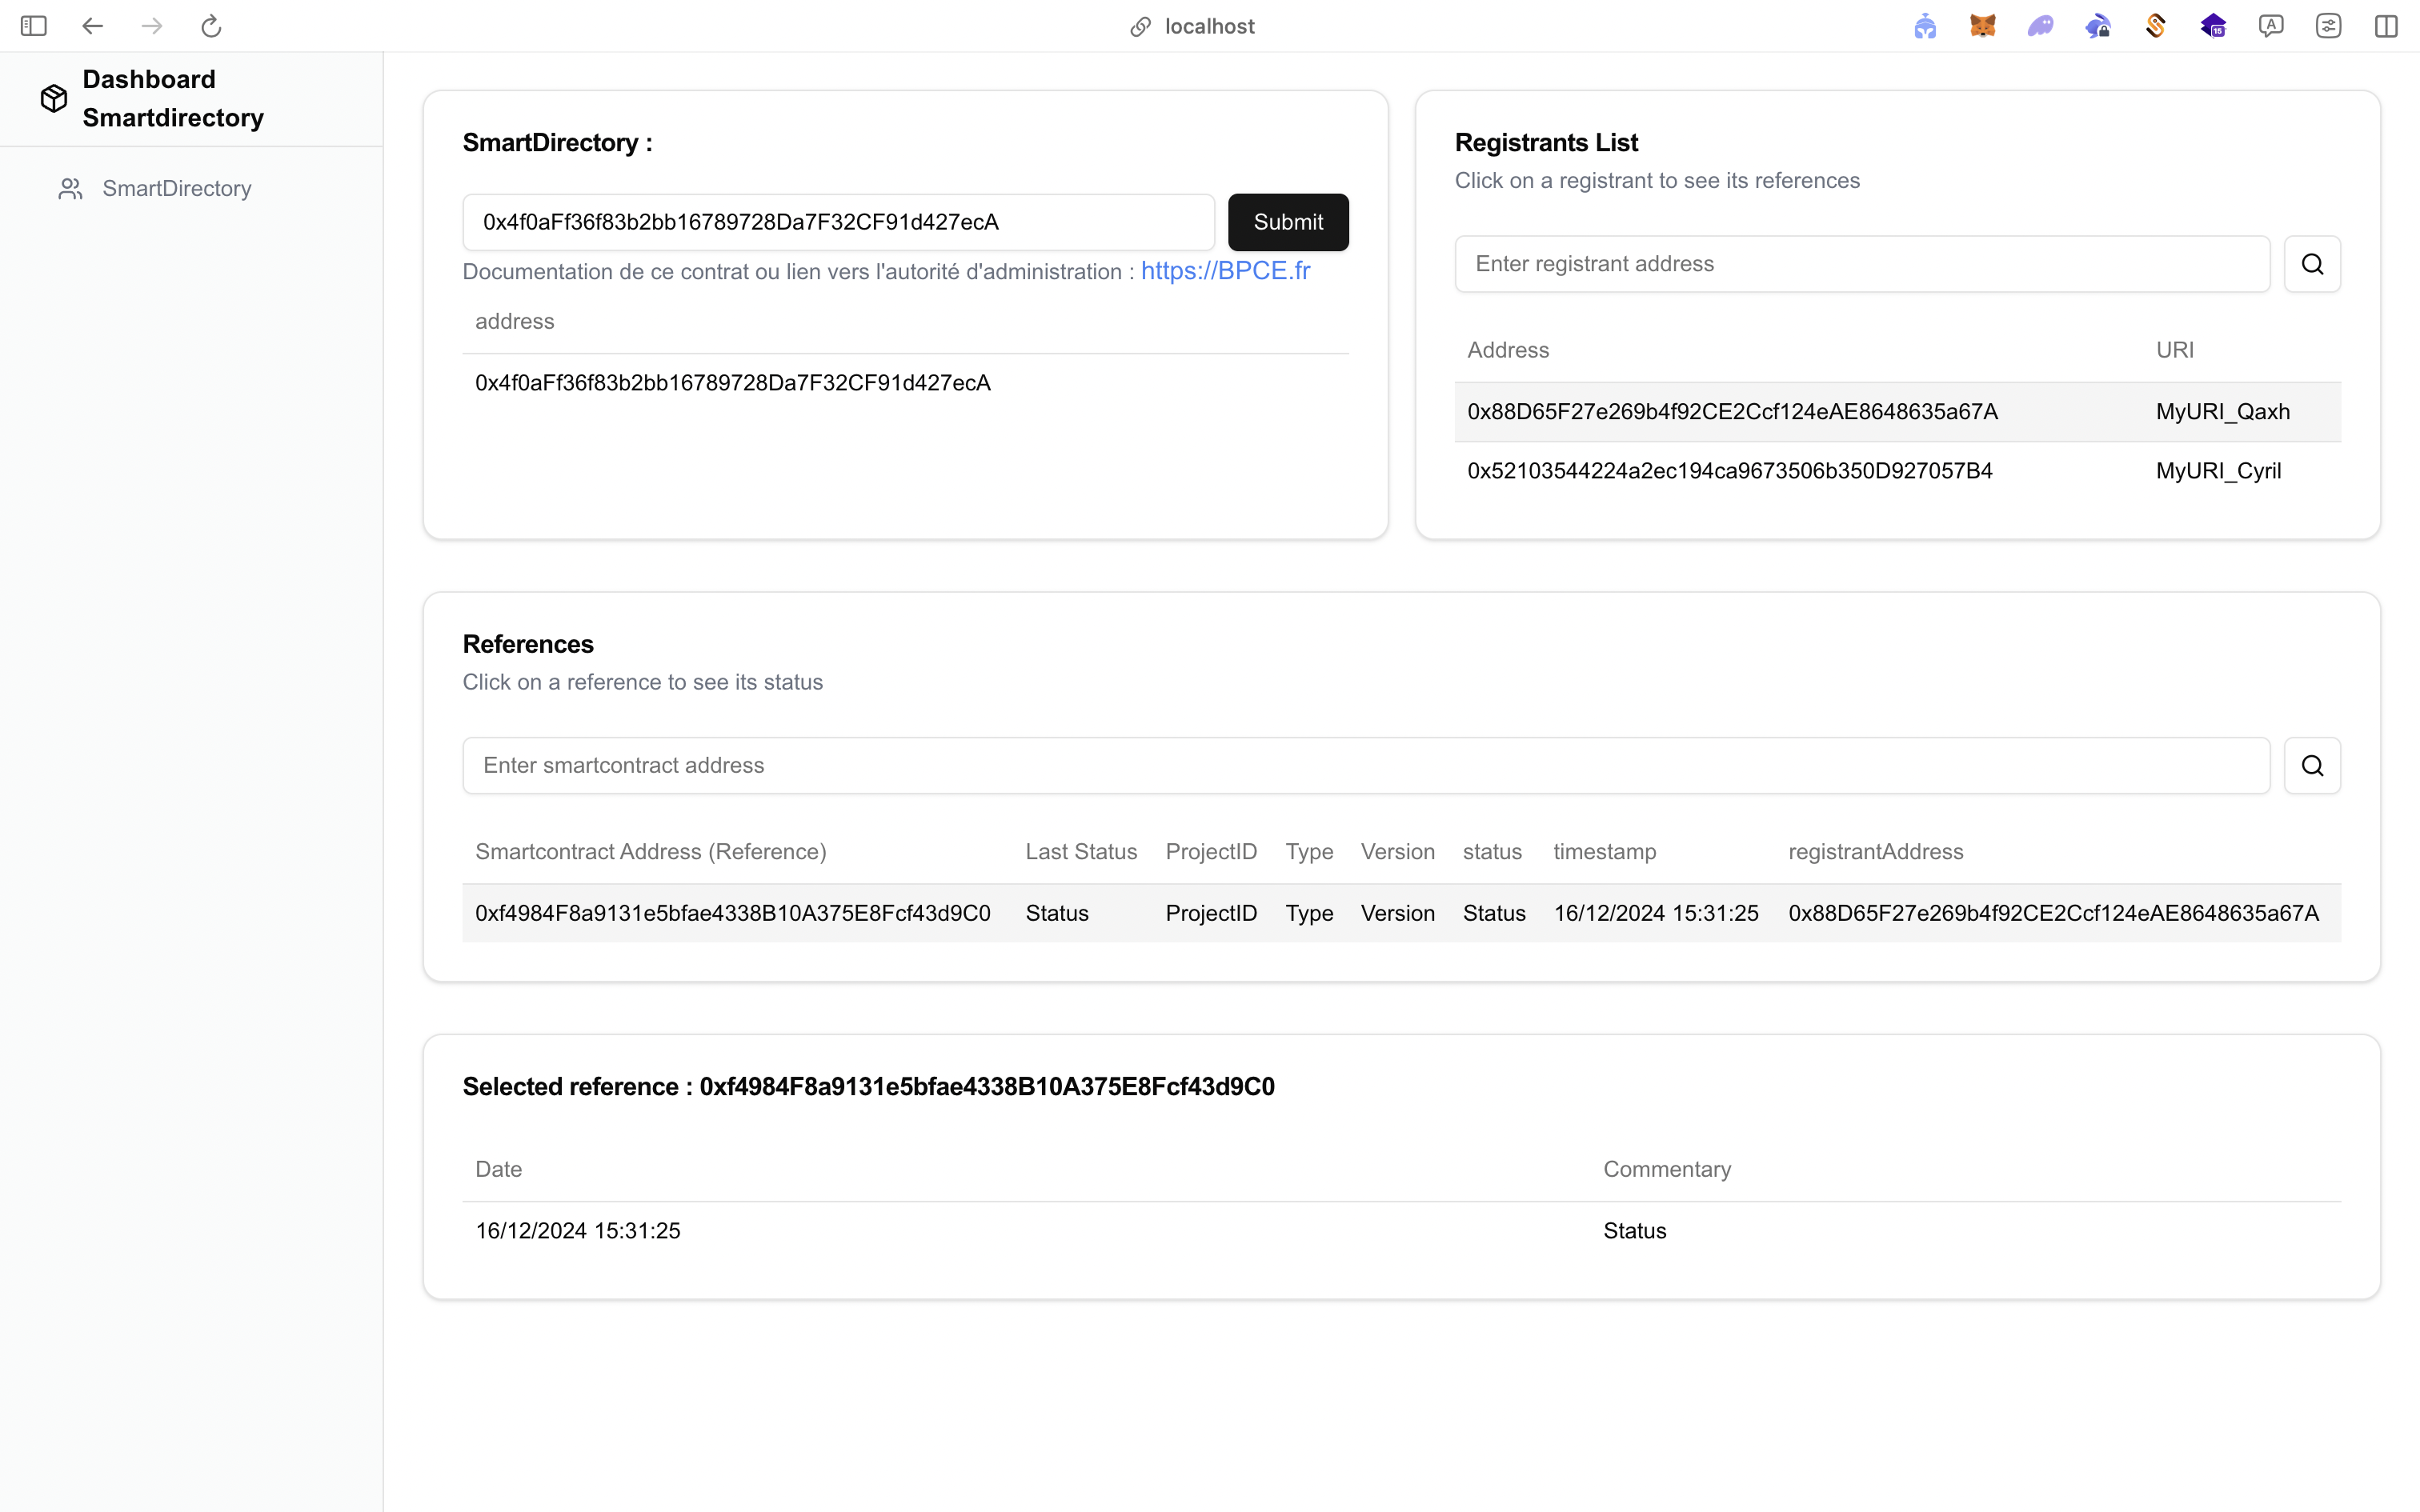 localhost
15
A
Dashboard
Smartdirectory
SmartDirectory
SmartDirectory :
0x4f0aFf36f83b2bb16789728Da7F32CF91d427ecA
Submit
Documentation de ce contrat ou lien vers l'autorité d'administration : https://BPCE.fr
address
0x4f0aFf36f83b2bb16789728Da7F32CF91d427ecA
Registrants List
Click on a registrant to see its references
Enter registrant address
Address URI
0x88D65F27e269b4f92CE2Ccf124eAE8648635a67A MyURI_Qaxh
0x52103544224a2ec194ca9673506b350D927057B4 MyURI_Cyril
References
Click on a reference to see its status
Enter smartcontract address
Smartcontract Address (Reference) Last Status ProjectID Type Version status timestamp registrantAddress
0xf4984F8a9131e5bfae4338B10A375E8Fcf43d9C0 Status ProjectID Type Version Status 16/12/2024 15:31:25 0x88D65F27e269b4f92CE2Ccf124eAE8648635a67A
Selected reference : 0xf4984F8a9131e5bfae4338B10A375E8Fcf43d9C0
Date Commentary
16/12/2024 15:31:25 Status